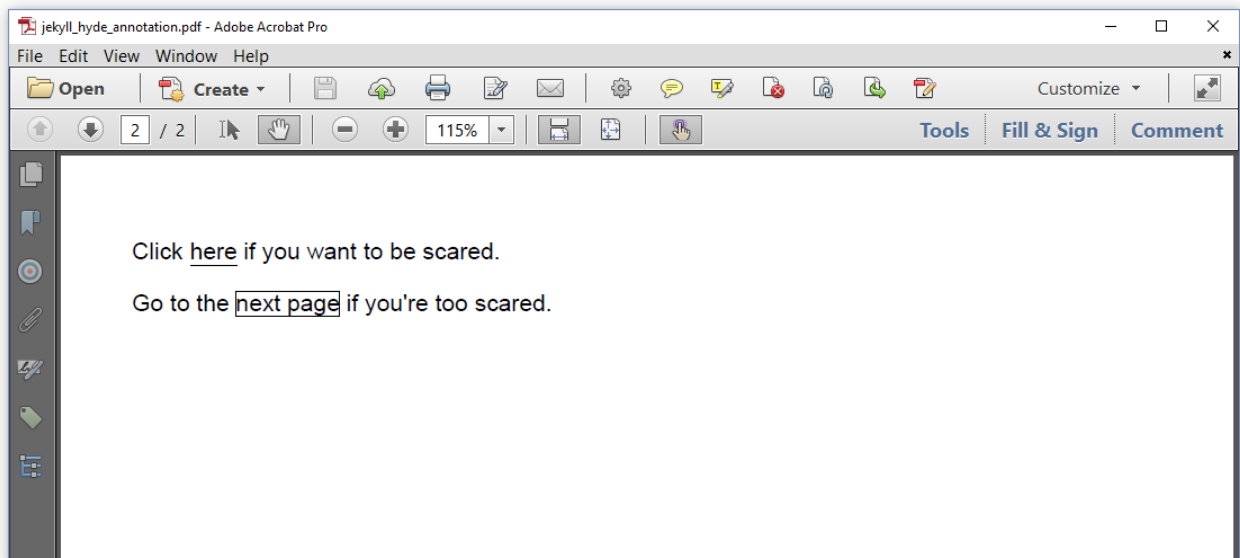 jekyll_hyde_annotation.pdf - Adobe Acrobat Pro
File Edit View Window Help
Open Create Customize
2 / 2 115% Tools Fill & Sign Comment
Click here if you want to be scared.
Go to the next page if you're too scared.